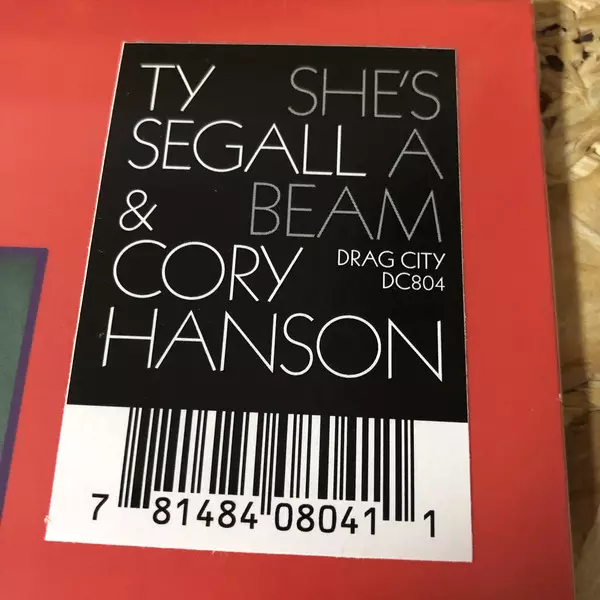 TY SHE'S
SEGALL A
& BEAM
CORY DRAG CITY
DC804
HANSON
7 81484 08041 1